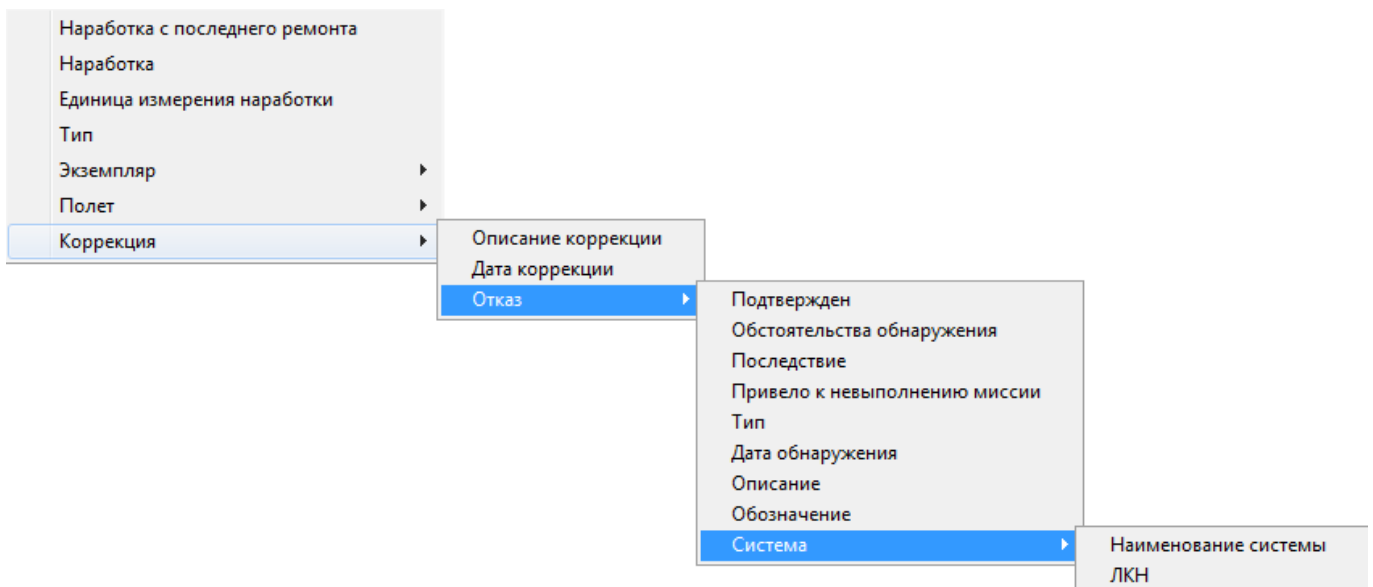 Наработка с последнего ремонта
Наработка
Единица измерения наработки
Тип
Экземпляр
Полет
Коррекция
Описание коррекции
Дата коррекции
Отказ
Подтвержден
Обстоятельства обнаружения
Последствие
Привело к невыполнению миссии
Тип
Дата обнаружения
Описание
Обозначение
Система
Наименование системы
ЛКН